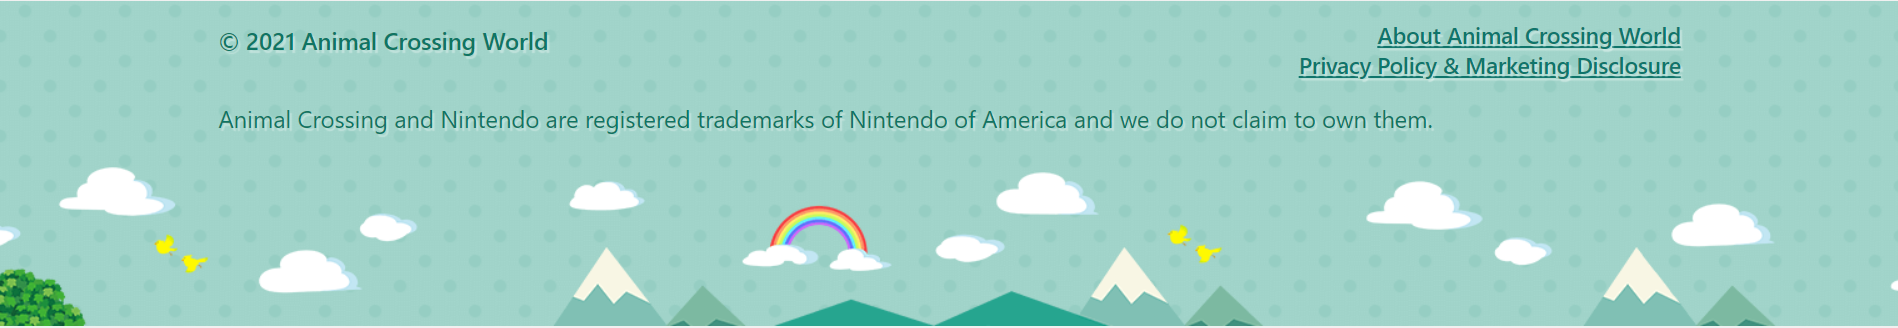 © 2021 Animal Crossing World
About Animal Crossing World
Privacy Policy & Marketing Disclosure
Animal Crossing and Nintendo are registered trademarks of Nintendo of America and we do not claim to own them.